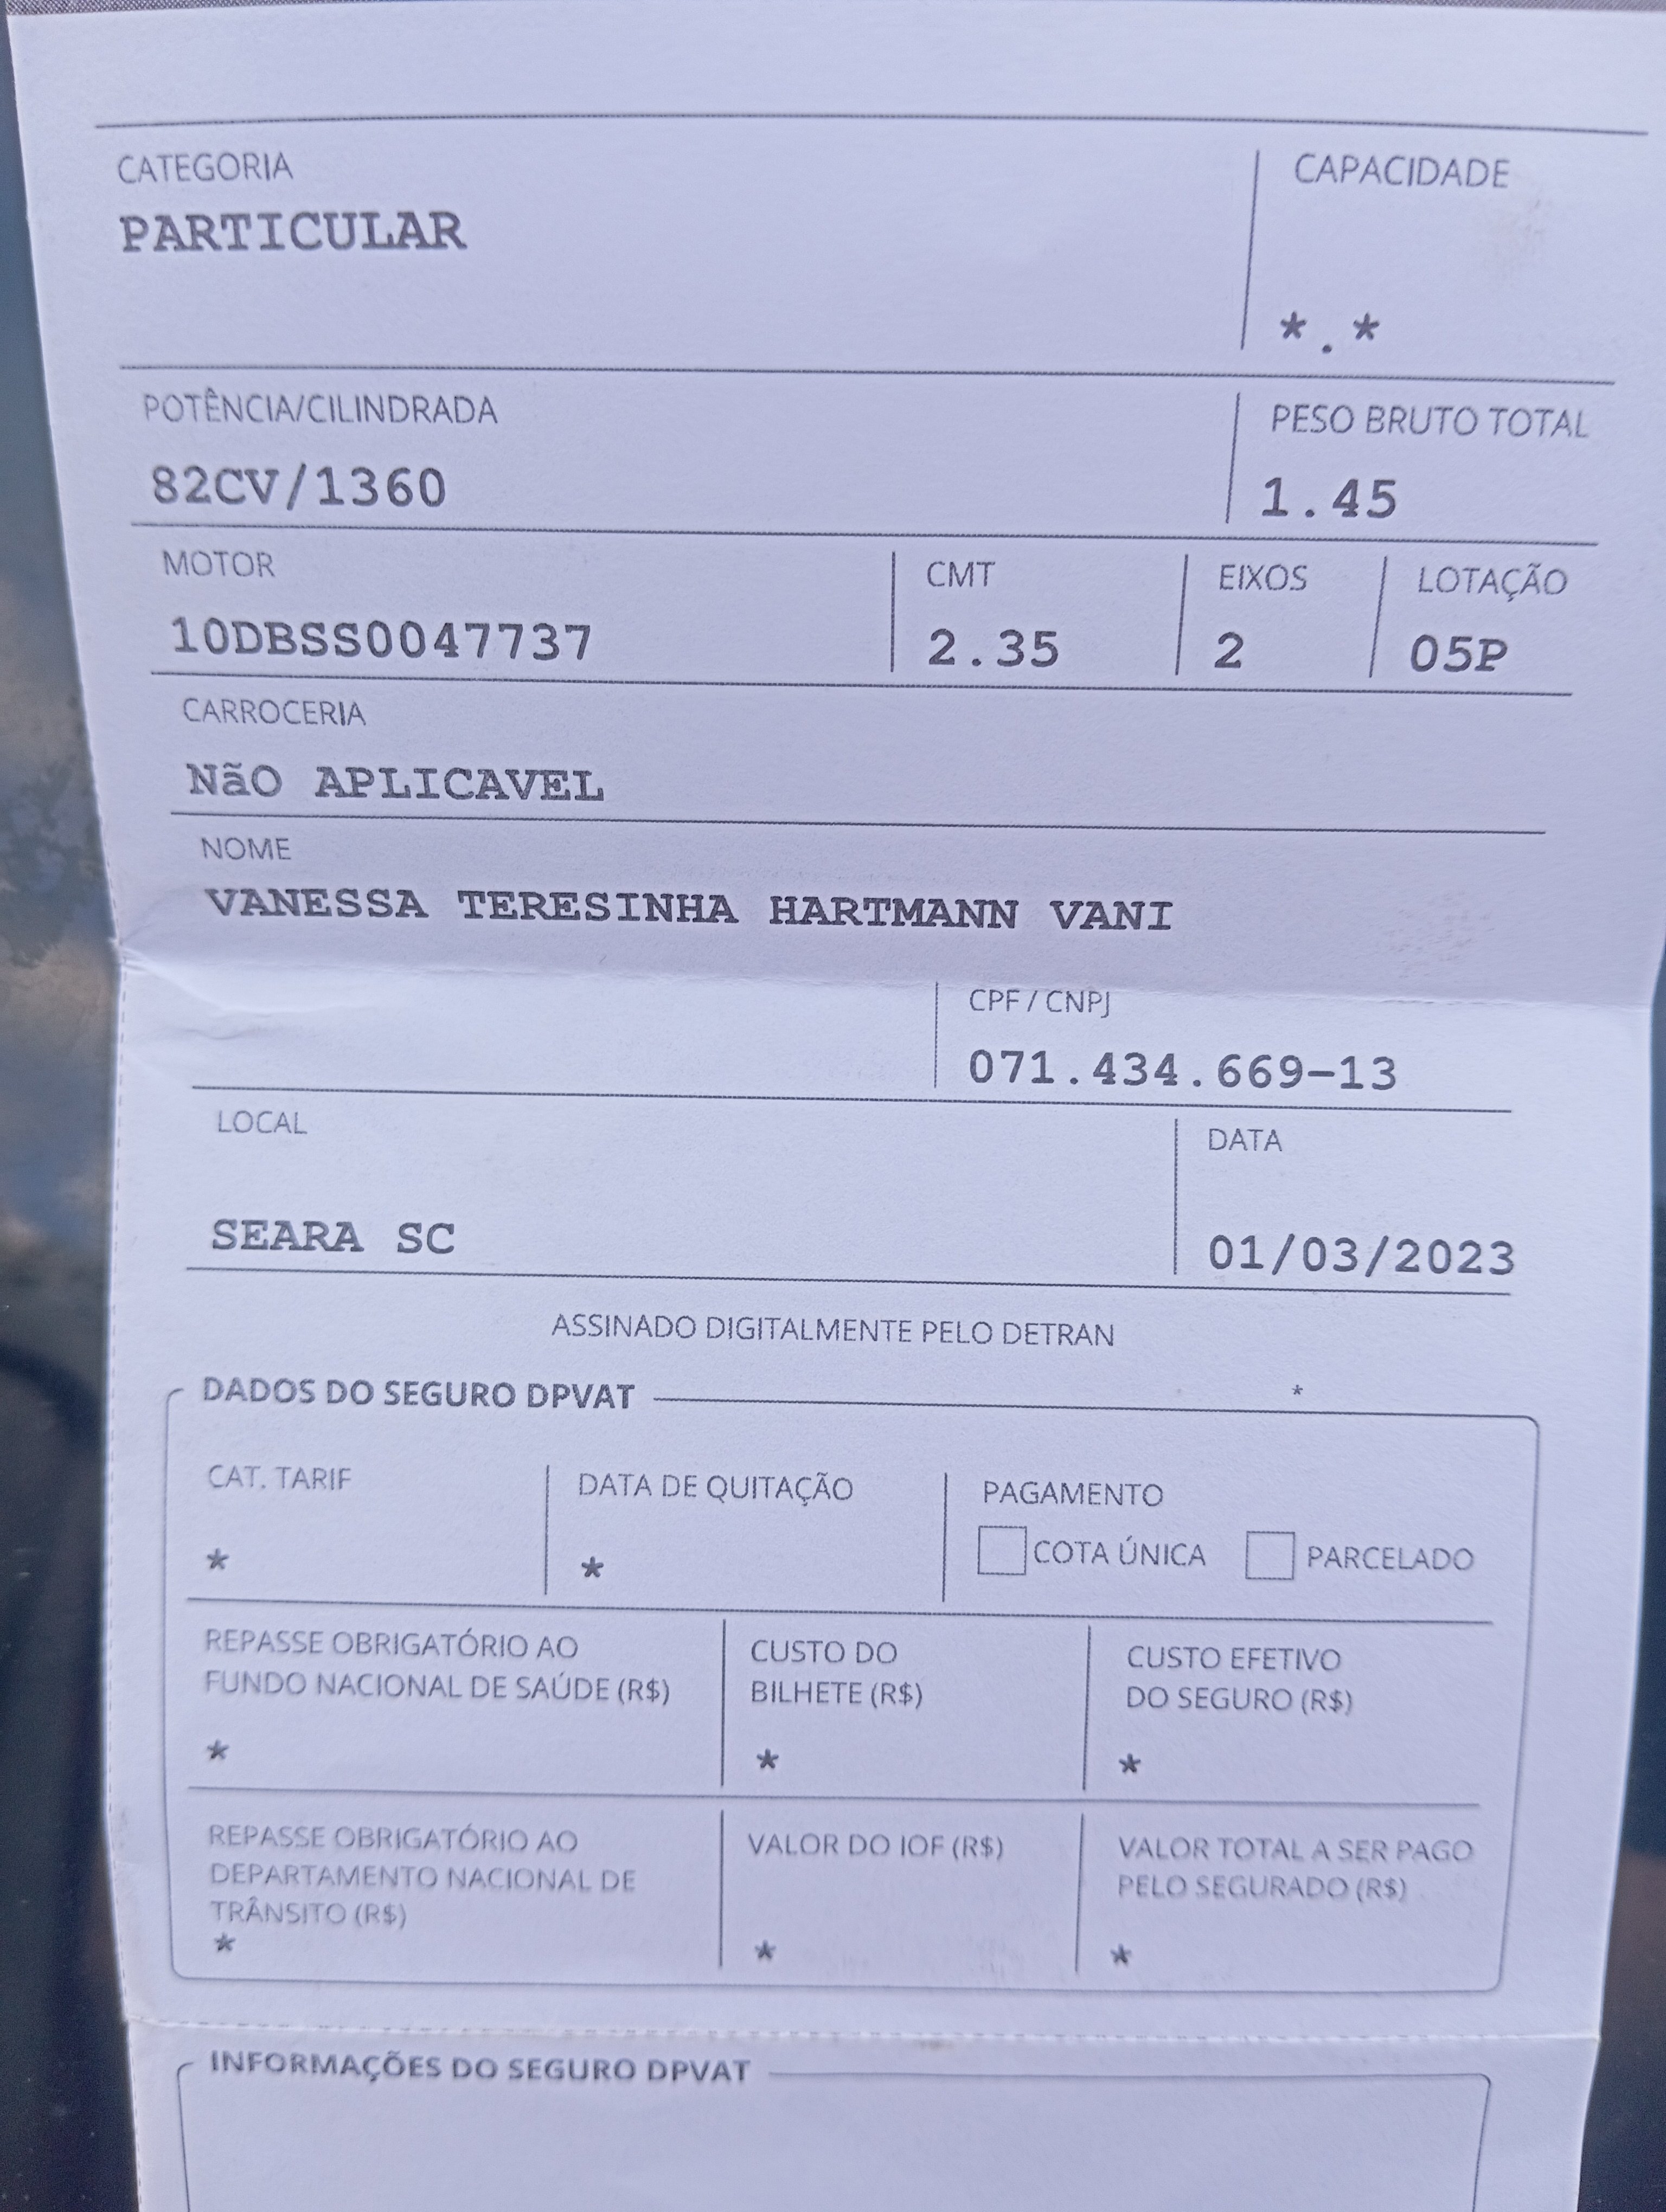 CATEGORIA
PARTICULAR
CAPACIDADE
*.*
POTÊNCIA/CILINDRADA
82CV/1360
PESO BRUTO TOTAL
1.45
MOTOR
10DBSS0047737
CMT
2.35
EIXOS
2
LOTAÇÃO
05P
CARROCERIA
NãO APLICAVEL
NOME
VANESSA TERESINHA HARTMANN VANI
CPF / CNPJ
071.434.669-13
LOCAL
SEARA SC
DATA
01/03/2023
ASSINADO DIGITALMENTE PELO DETRAN
DADOS DO SEGURO DPVAT
*
CAT. TARIF
*
DATA DE QUITAÇÃO
*
PAGAMENTO
COTA ÚNICA PARCELADO
REPASSE OBRIGATÓRIO AO
FUNDO NACIONAL DE SAÚDE (R$)
*
CUSTO DO
BILHETE (R$)
*
CUSTO EFETIVO
DO SEGURO (R$)
*
REPASSE OBRIGATÓRIO AO
DEPARTAMENTO NACIONAL DE
TRÂNSITO (R$)
*
VALOR DO IOF (R$)
*
VALOR TOTAL A SER PAGO
PELO SEGURADO (R$)
*
INFORMAÇÕES DO SEGURO DPVAT